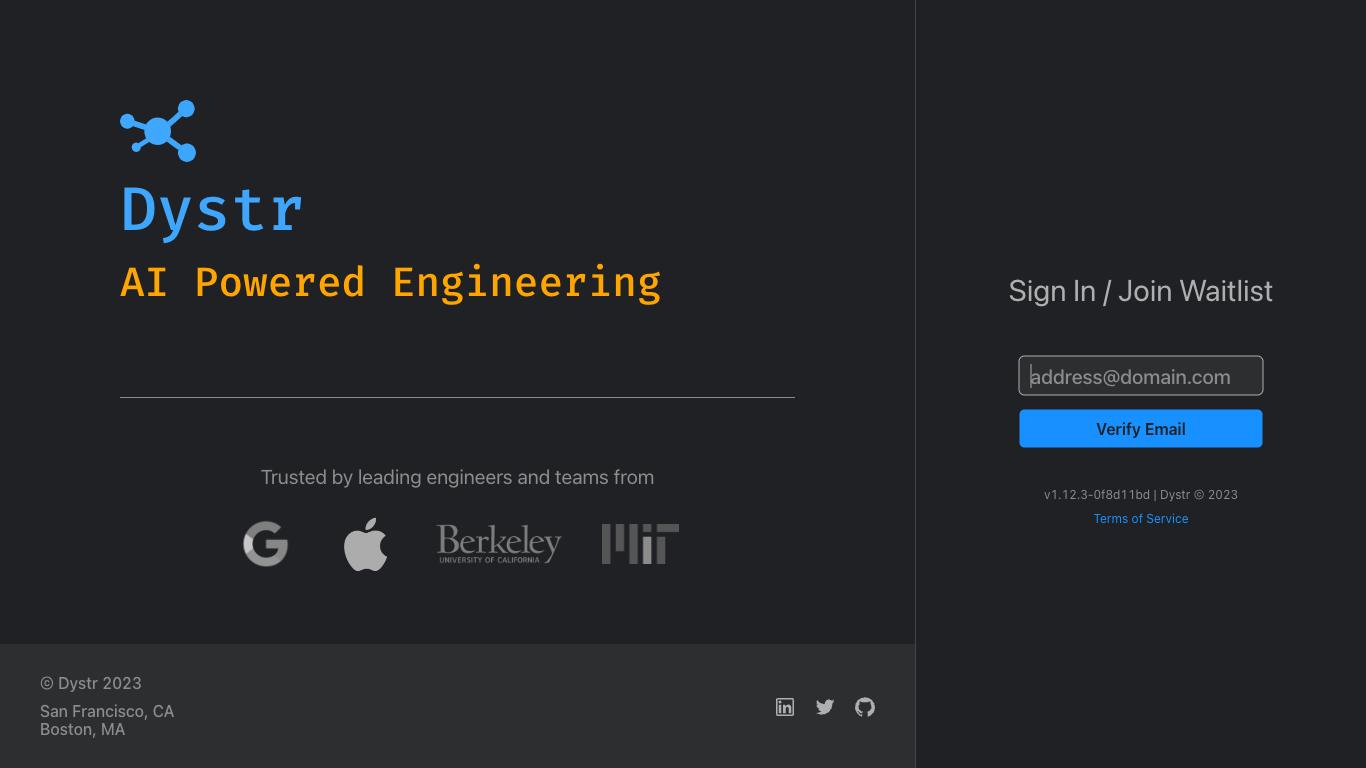 Dystr
AI Powered Engineering
Trusted by leading engineers and teams from
Berkeley
UNIVERSITY OF CALIFORNIA
MIT
© Dystr 2023
San Francisco, CA
Boston, MA
Sign In / Join Waitlist
address@domain.com
Verify Email
v1.12.3-0f8d11bd | Dystr © 2023
Terms of Service